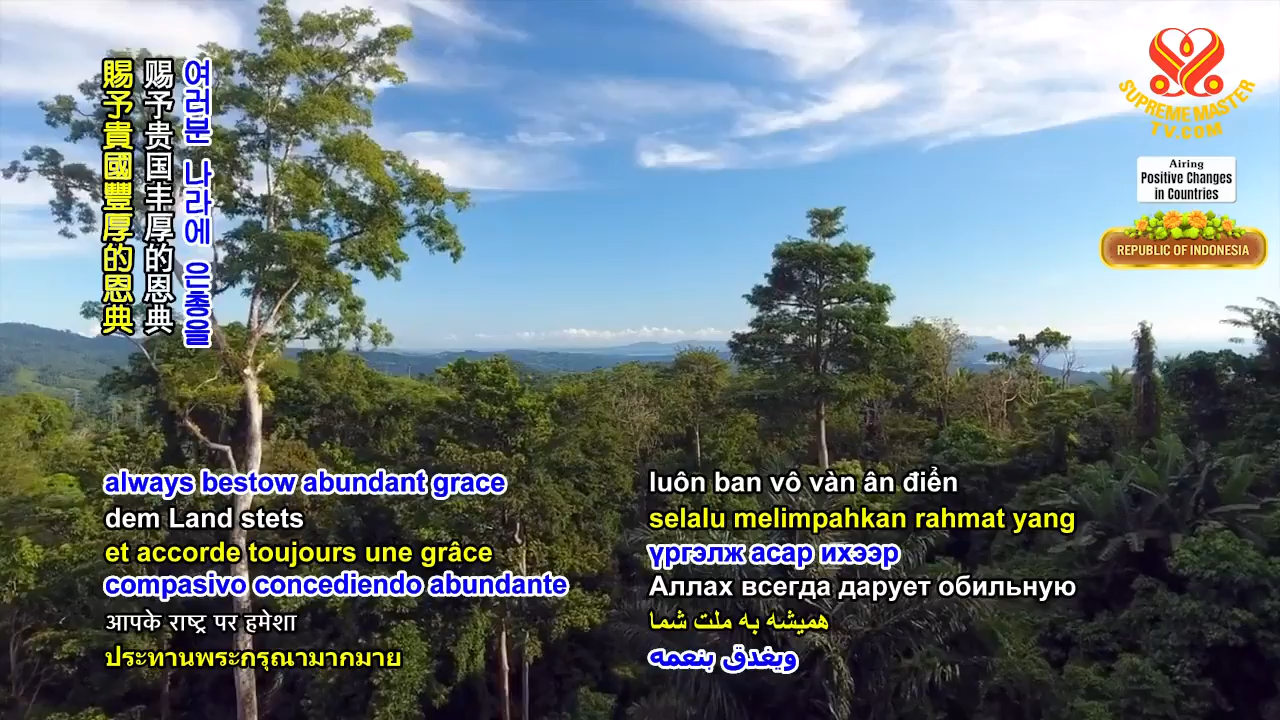 賜予貴國豐厚的恩典
赐予贵国丰厚的恩典
여러분 나라에 은총을
SUPREME MASTER
TV.COM
Airing
Positive Changes
in Countries
REPUBLIC OF INDONESIA
always bestow abundant grace
dem Land stets
et accorde toujours une grâce
compasivo concediendo abundante
आपके राष्ट्र पर हमेशा
ประทานพระกรุณามากมาย
luôn ban vô vàn ân điển
selalu melimpahkan rahmat yang
үргэлж асар ихээр
Аллах всегда дарует обильную
همیشه به ملت شما
ويغدق بنعمه